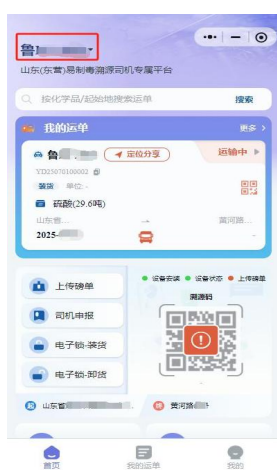 鲁
山东(东营)易制毒溯源司机专属平台
按化学品/起始地搜索运单 搜索
我的运单 更多 >
鲁 定位分享 运输中
YD25070100002
装货 单位: -
硫酸(29.6吨)
山东省... → 黄河路...
2025- -
上传磅单
司机申报
电子锁-装货
电子锁-卸货
设备安装 设备状态 上传磅单
溯源码
-
山东省
黄河路
首页 我的运单 我的